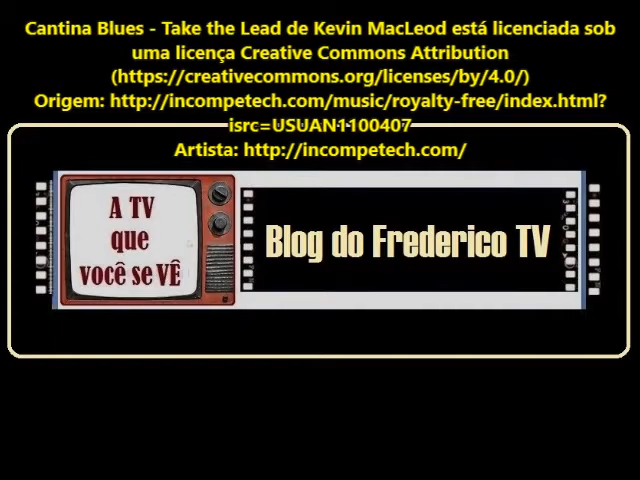 Cantina Blues - Take the Lead de Kevin MacLeod está licenciada sob
uma licença Creative Commons Attribution
(https://creativecommons.org/licenses/by/4.0/)
Origem: http://incompetech.com/music/royalty-free/index.html?
isrc=USUAN1100407
Artista: http://incompetech.com/
A TV
que
você se VÊ
Blog do Frederico TV